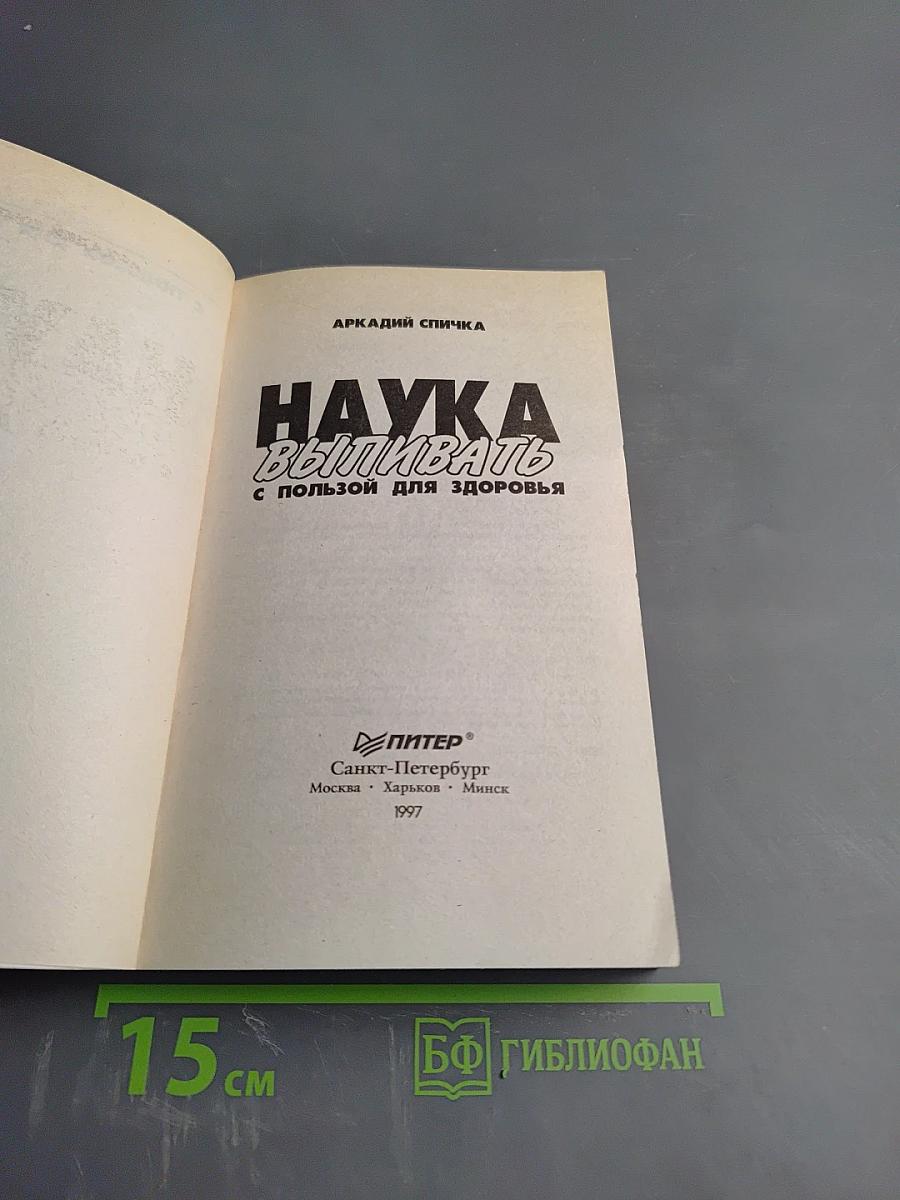 АРКАДИЙ СПИЧКА
НАУКА
ВЫПИВАТЬ
С ПОЛЬЗОЙ ДЛЯ ЗДОРОВЬЯ
ПИТЕР®
Санкт-Петербург
Москва • Харьков • Минск
1997
15 см
БФ ГИБЛИОФАН